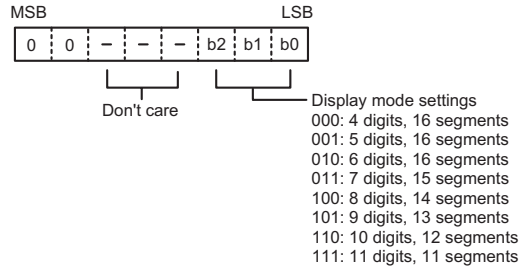 MSB LSB
0 0 – – – b2 b1 b0
Don't care
Display mode settings
000: 4 digits, 16 segments
001: 5 digits, 16 segments
010: 6 digits, 16 segments
011: 7 digits, 15 segments
100: 8 digits, 14 segments
101: 9 digits, 13 segments
110: 10 digits, 12 segments
111: 11 digits, 11 segments